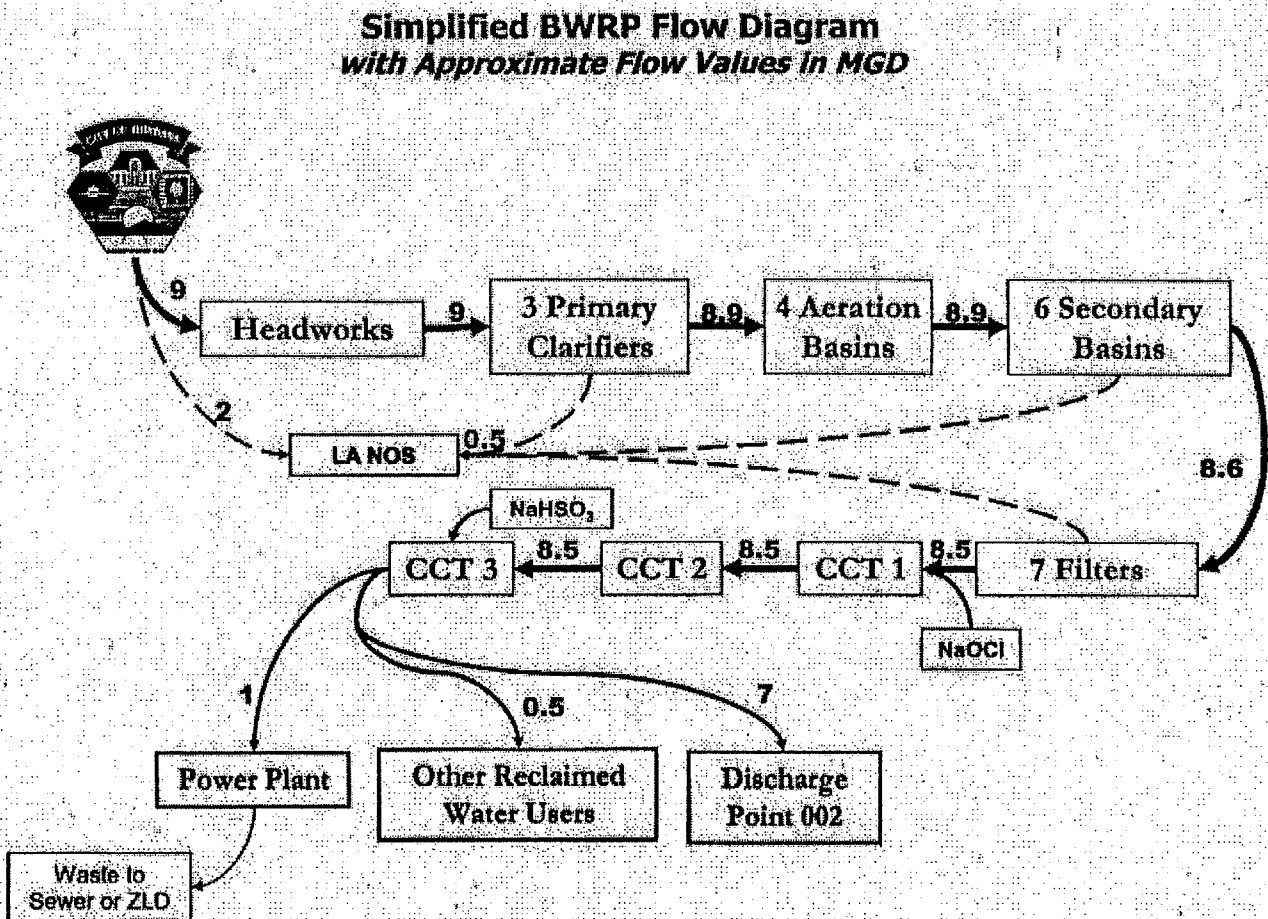 Simplified BWRP Flow Diagram
with Approximate Flow Values in MGD
9
Headworks
9
3 Primary
Clarifiers
8.9
4 Aeration
Basins
8.9
6 Secondary
Basins
2
LA NOS
0.5
8.6
NaHSO₃
CCT 3
8.5
CCT 2
8.5
CCT 1
8.5
7 Filters
NaOCl
1
0.5
7
Power Plant
Other Reclaimed
Water Users
Discharge
Point 002
Waste to
Sewer or ZLD